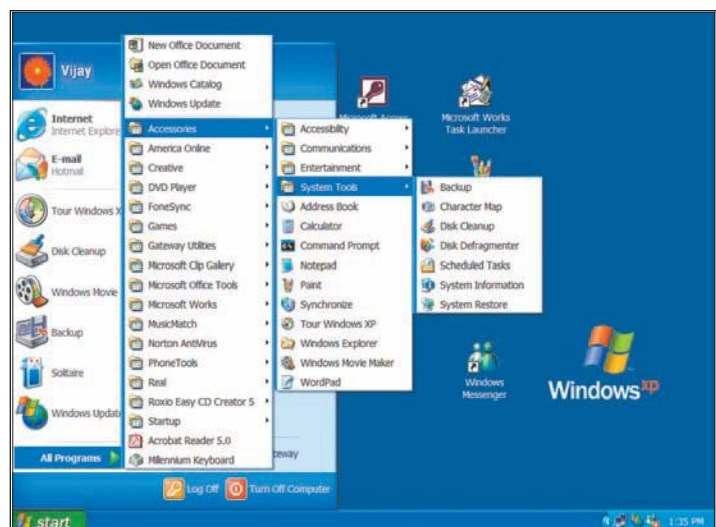 Vijay
Internet
Internet Explore
E-mail
Hotmail
Tour Windows X
Disk Cleanup
Windows Movie
Backup
Solitaire
Windows Updat
All Programs
New Office Document
Open Office Document
Windows Catalog
Windows Update
Accessories
America Online
Creative
DVD Player
FoneSync
Games
Gateway Utilities
Microsoft Clip Gallery
Microsoft Office Tools
Microsoft Works
MusicMatch
Norton AntiVirus
PhoneTools
Real
Roxio Easy CD Creator 5
Startup
Acrobat Reader 5.0
Millennium Keyboard
Accessibility
Communications
Entertainment
System Tools
Address Book
Calculator
Command Prompt
Notepad
Paint
Synchronize
Tour Windows XP
Windows Explorer
Windows Movie Maker
WordPad
Backup
Character Map
Disk Cleanup
Disk Defragmenter
Scheduled Tasks
System Information
System Restore
Microsoft Works
Task Launcher
Windows
Messenger
Windows xp
Log Off
Turn Off Computer
start
1:35 PM